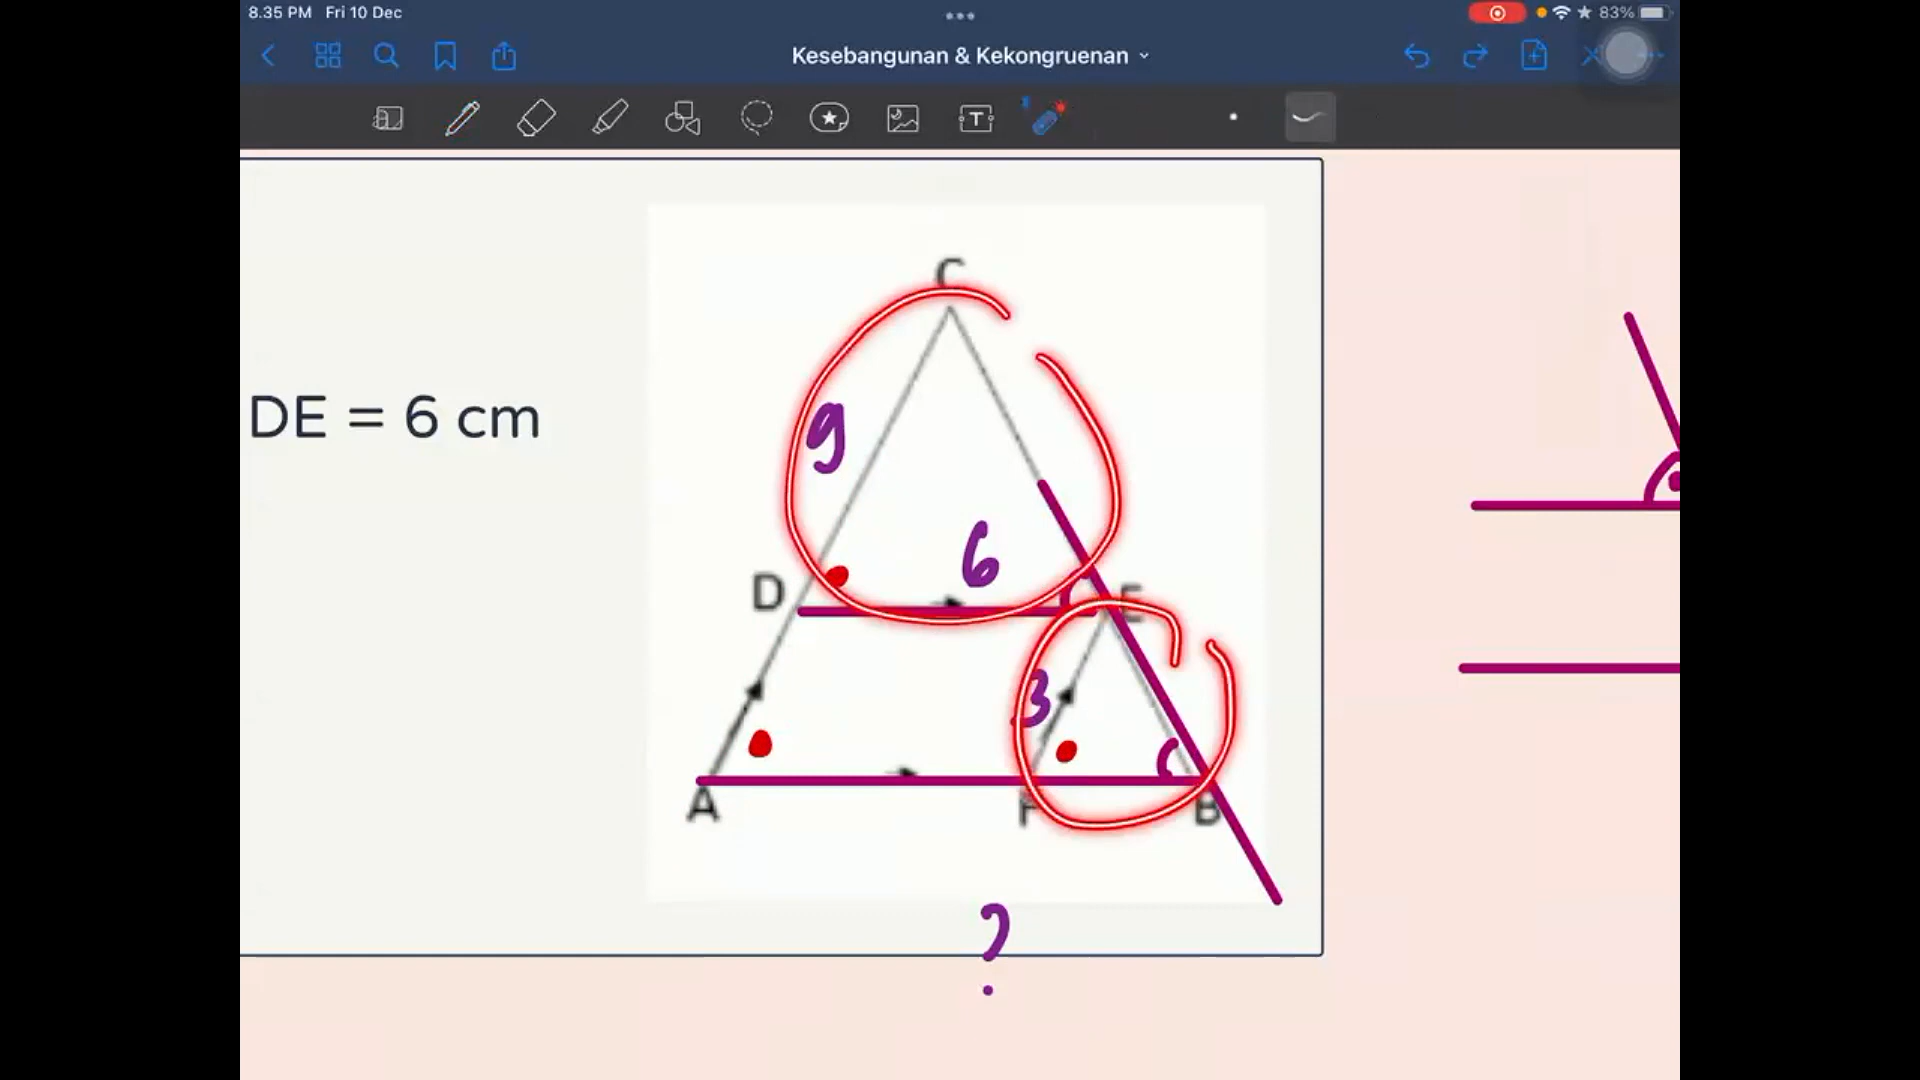 8.35 PM Fri 10 Dec
83%
Kesebangunan & Kekongruenan
T
C
9
DE = 6 cm
6
D
E
3
A
F
B
?